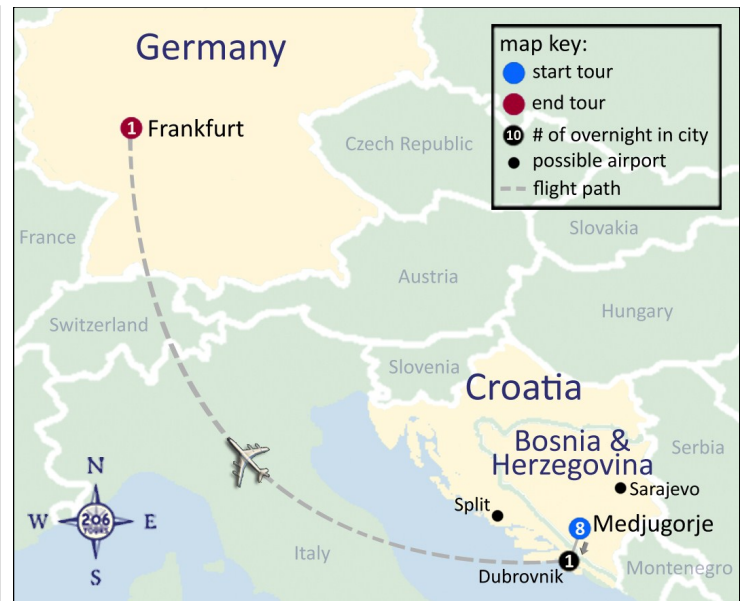 Germany
map key:
start tour
end tour
10 # of overnight in city
possible airport
flight path
1 Frankfurt
Czech Republic
France
Slovakia
Austria
Switzerland
Hungary
Slovenia
Croatia
Bosnia &
Herzegovina
Serbia
Sarajevo
Split
8 Medjugorje
N
W 206 E
TOURS
S
Italy
1
Dubrovnik
Montenegro